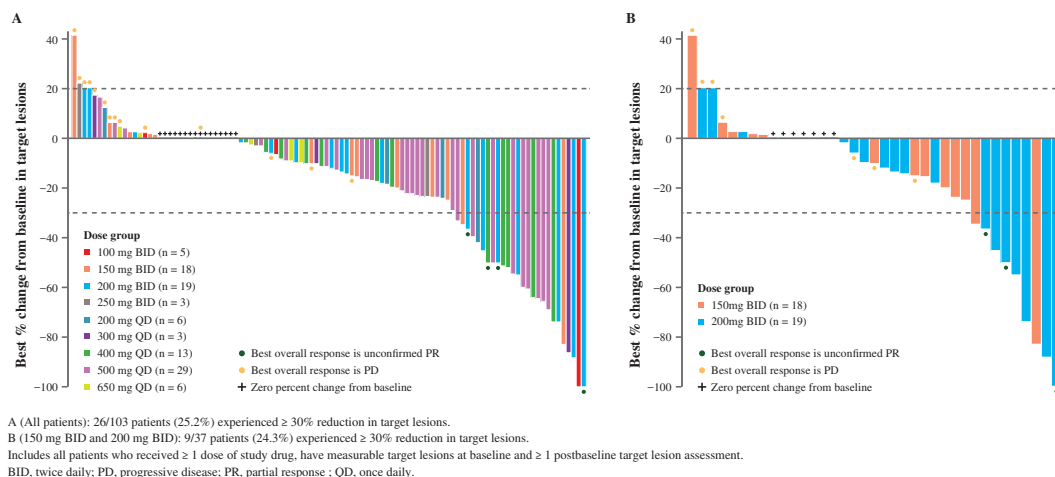 A
Best % change from baseline in target lesions
40
20
0
−20
−40
−60
−80
−100
Dose group
100 mg BID (n = 5)
150 mg BID (n = 18)
200 mg BID (n = 19)
250 mg BID (n = 3)
200 mg QD (n = 6)
300 mg QD (n = 3)
400 mg QD (n = 13)
500 mg QD (n = 29)
650 mg QD (n = 6)
Best overall response is unconfirmed PR
Best overall response is PD
+ Zero percent change from baseline
B
Best % change from baseline in target lesions
40
20
0
−20
−40
−60
−80
−100
Dose group
150mg BID (n = 18)
200mg BID (n = 19)
Best overall response is unconfirmed PR
Best overall response is PD
+ Zero percent change from baseline
A (All patients): 26/103 patients (25.2%) experienced ≥ 30% reduction in target lesions.
B (150 mg BID and 200 mg BID): 9/37 patients (24.3%) experienced ≥ 30% reduction in target lesions.
Includes all patients who received ≥ 1 dose of study drug, have measurable target lesions at baseline and ≥ 1 postbaseline target lesion assessment.
BID, twice daily; PD, progressive disease; PR, partial response ; QD, once daily.